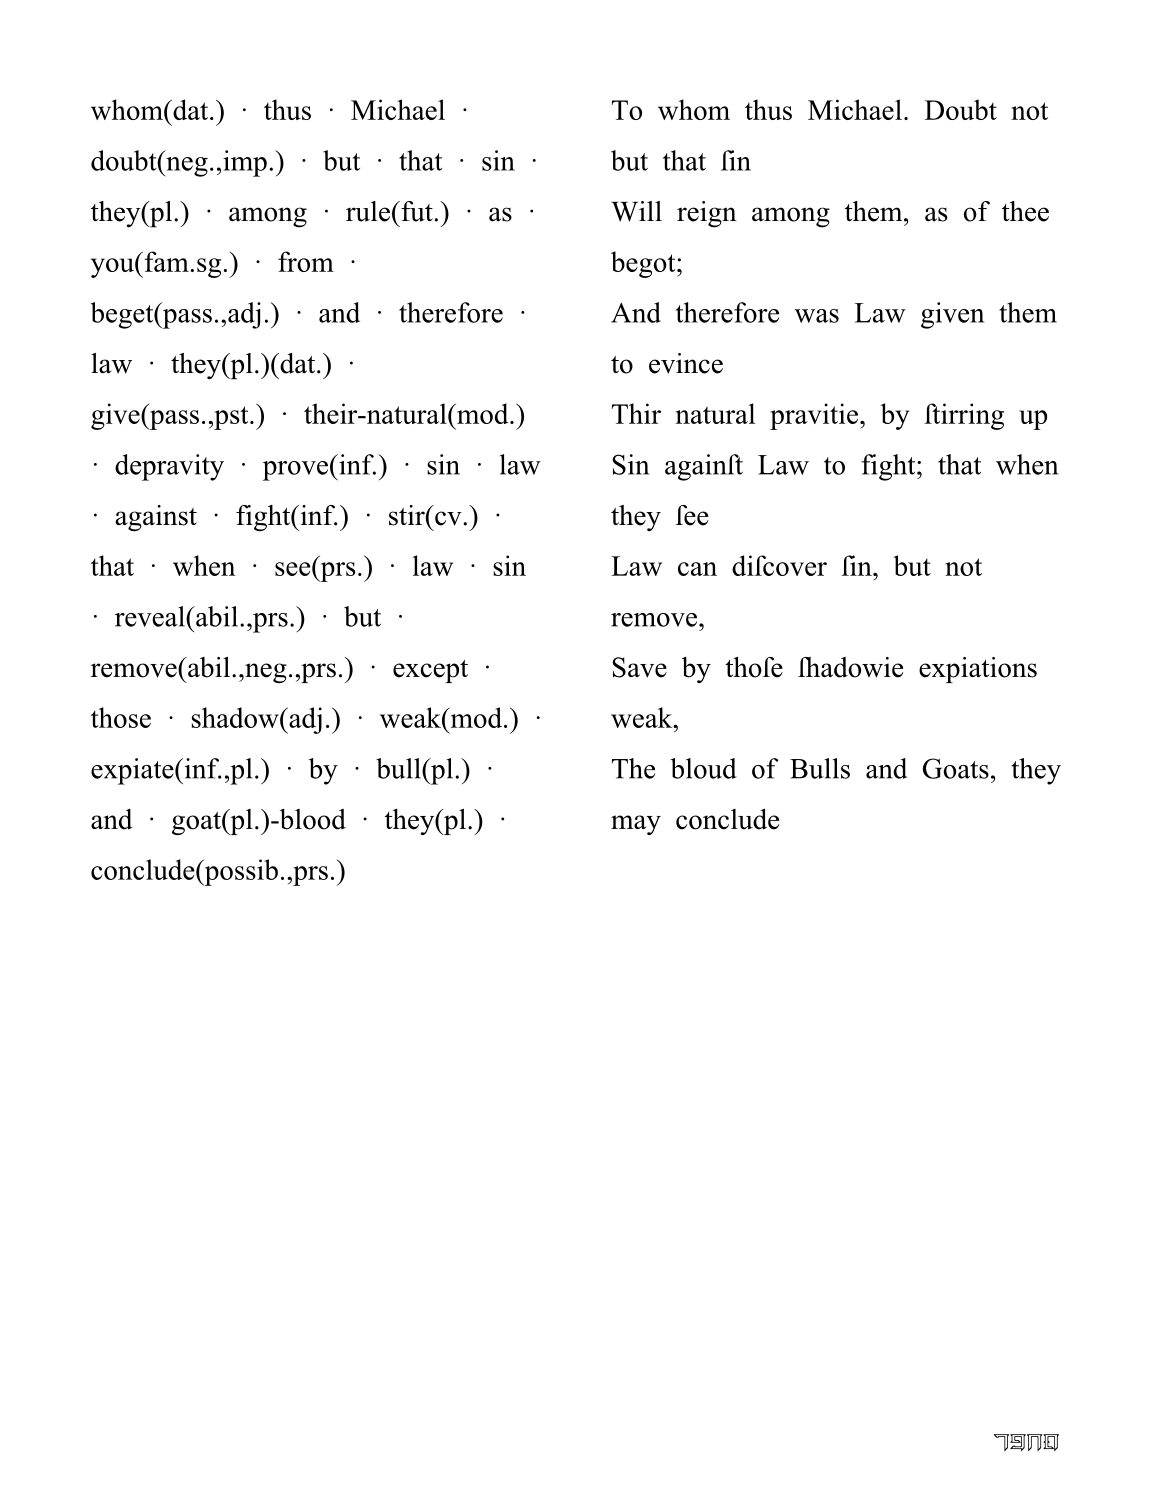 whom(dat.) · thus · Michael ·
doubt(neg.,imp.) · but · that · sin ·
they(pl.) · among · rule(fut.) · as ·
you(fam.sg.) · from ·
beget(pass.,adj.) · and · therefore ·
law · they(pl.)(dat.) ·
give(pass.,pst.) · their-natural(mod.)
· depravity · prove(inf.) · sin · law
· against · fight(inf.) · stir(cv.) ·
that · when · see(prs.) · law · sin
· reveal(abil.,prs.) · but ·
remove(abil.,neg.,prs.) · except ·
those · shadow(adj.) · weak(mod.) ·
expiate(inf.,pl.) · by · bull(pl.) ·
and · goat(pl.)-blood · they(pl.) ·
conclude(possib.,prs.)
To whom thus Michael. Doubt not
but that ſin
Will reign among them, as of thee
begot;
And therefore was Law given them
to evince
Thir natural pravitie, by ſtirring up
Sin againſt Law to fight; that when
they ſee
Law can diſcover ſin, but not
remove,
Save by thoſe ſhadowie expiations
weak,
The bloud of Bulls and Goats, they
may conclude